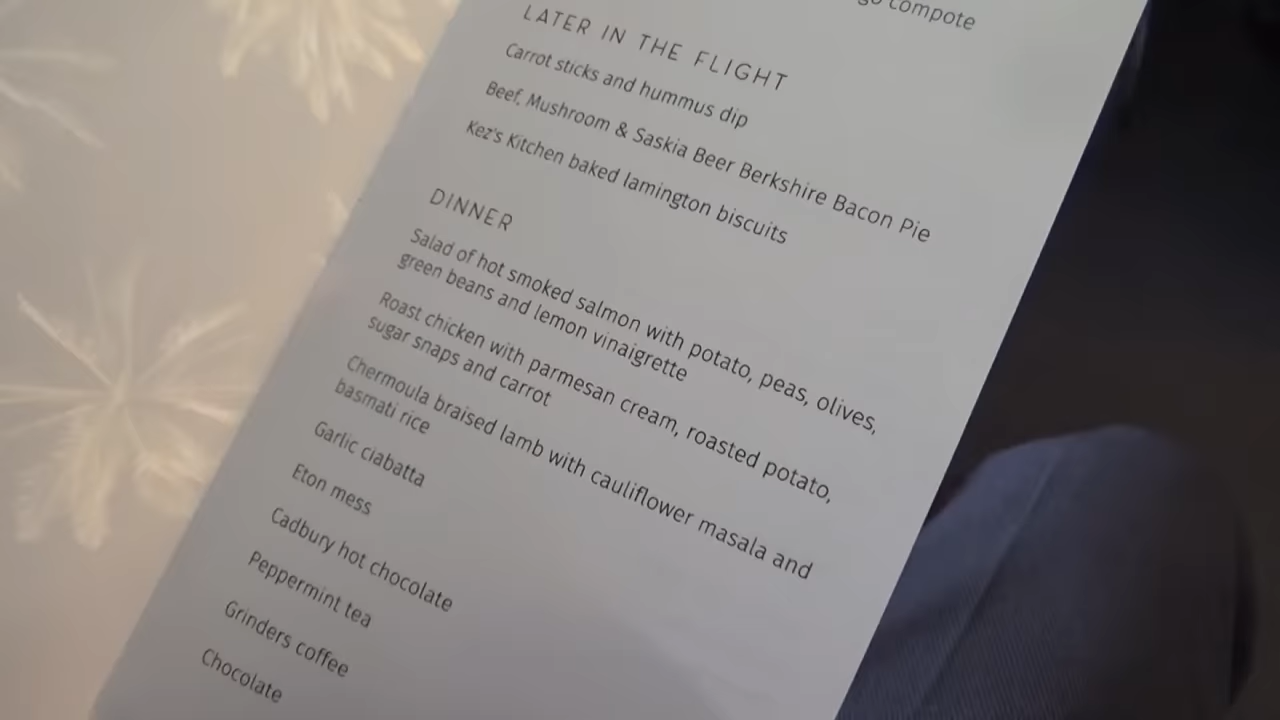 compote
LATER IN THE FLIGHT
Carrot sticks and hummus dip
Beef, Mushroom & Saskia Beer Berkshire Bacon Pie
Kez's Kitchen baked lamington biscuits
DINNER
Salad of hot smoked salmon with potato, peas, olives,
green beans and lemon vinaigrette
Roast chicken with parmesan cream, roasted potato,
sugar snaps and carrot
Chermoula braised lamb with cauliflower masala and
basmati rice
Garlic ciabatta
Eton mess
Cadbury hot chocolate
Peppermint tea
Grinders coffee
Chocolate